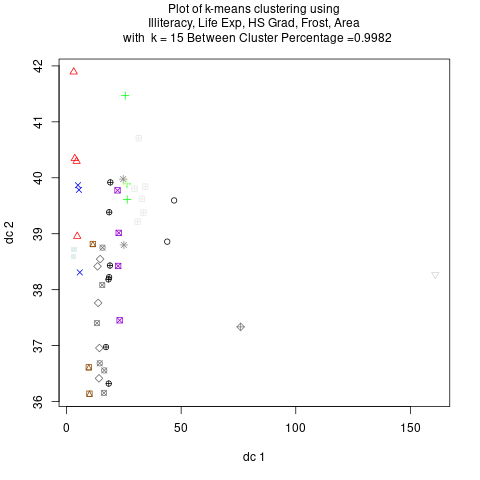 Plot of k-means clustering using
Illiteracy, Life Exp, HS Grad, Frost, Area
with k = 15 Between Cluster Percentage =0.9982
42
41
40
39
38
37
36
dc 2
0
50
100
150
dc 1